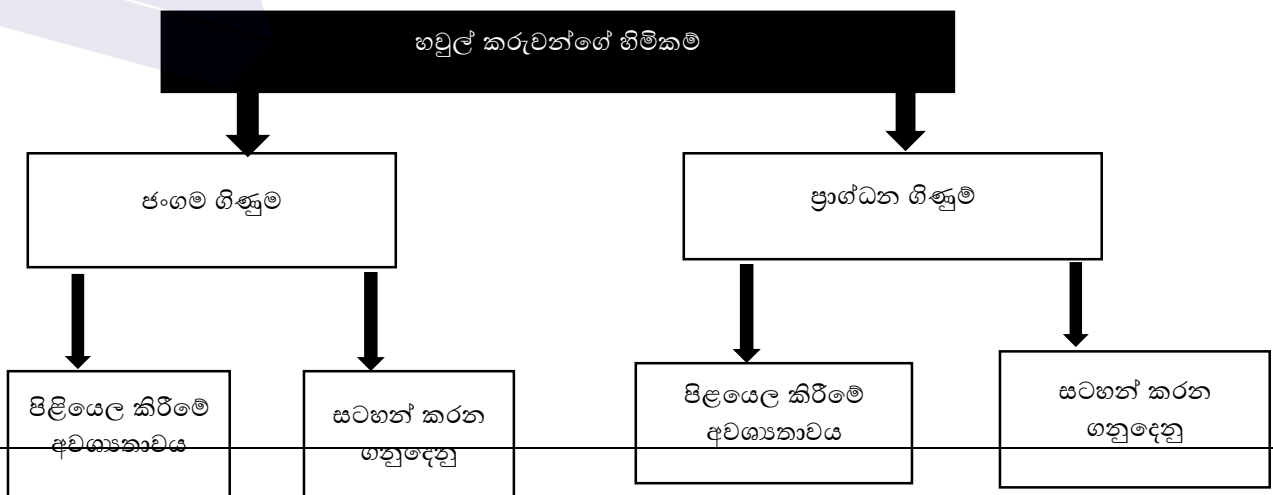 හවුල් කරුවන්ගේ හිමිකම්
ජංගම ගිණුම
ප්‍රාග්ධන ගිණුම්
පිළියෙල කිරීමේ
අවශ්‍යතාවය
සටහන් කරන
ගනුදෙනු
පිළයෙල කිරීමේ
අවශ්‍යතාවය
සටහන් කරන
ගනුදෙනු